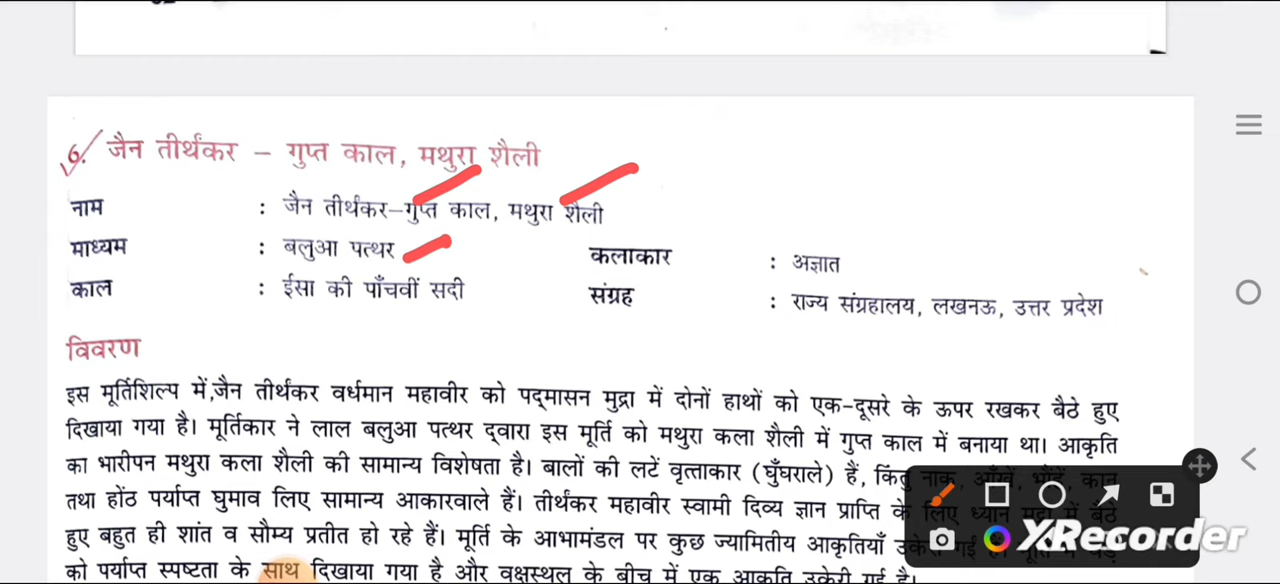 6. जैन तीर्थंकर – गुप्त काल, मथुरा शैली
नाम : जैन तीर्थंकर–गुप्त काल, मथुरा शैली
माध्यम : बलुआ पत्थर कलाकार : अज्ञात
काल : ईसा की पाँचवीं सदी संग्रह : राज्य संग्रहालय, लखनऊ, उत्तर प्रदेश
विवरण
इस मूर्तिशिल्प में,जैन तीर्थंकर वर्धमान महावीर को पद्मासन मुद्रा में दोनों हाथों को एक-दूसरे के ऊपर रखकर बैठे हुए
दिखाया गया है। मूर्तिकार ने लाल बलुआ पत्थर द्वारा इस मूर्ति को मथुरा कला शैली में गुप्त काल में बनाया था। आकृति
का भारीपन मथुरा कला शैली की सामान्य विशेषता है। बालों की लटें वृत्ताकार (घुँघराले) हैं, किंतु नाक, आँखें, भौंहें, कान
तथा होंठ पर्याप्त घुमाव लिए सामान्य आकारवाले हैं। तीर्थंकर महावीर स्वामी दिव्य ज्ञान प्राप्ति के लिए ध्यान मुद्रा में बैठे
हुए बहुत ही शांत व सौम्य प्रतीत हो रहे हैं। मूर्ति के आभामंडल पर कुछ ज्यामितीय आकृतियाँ
को पर्याप्त स्पष्टता के साथ दिखाया गया है और वक्षस्थल के बीच में एक आकृति उकेरी गई है।
XRecorder